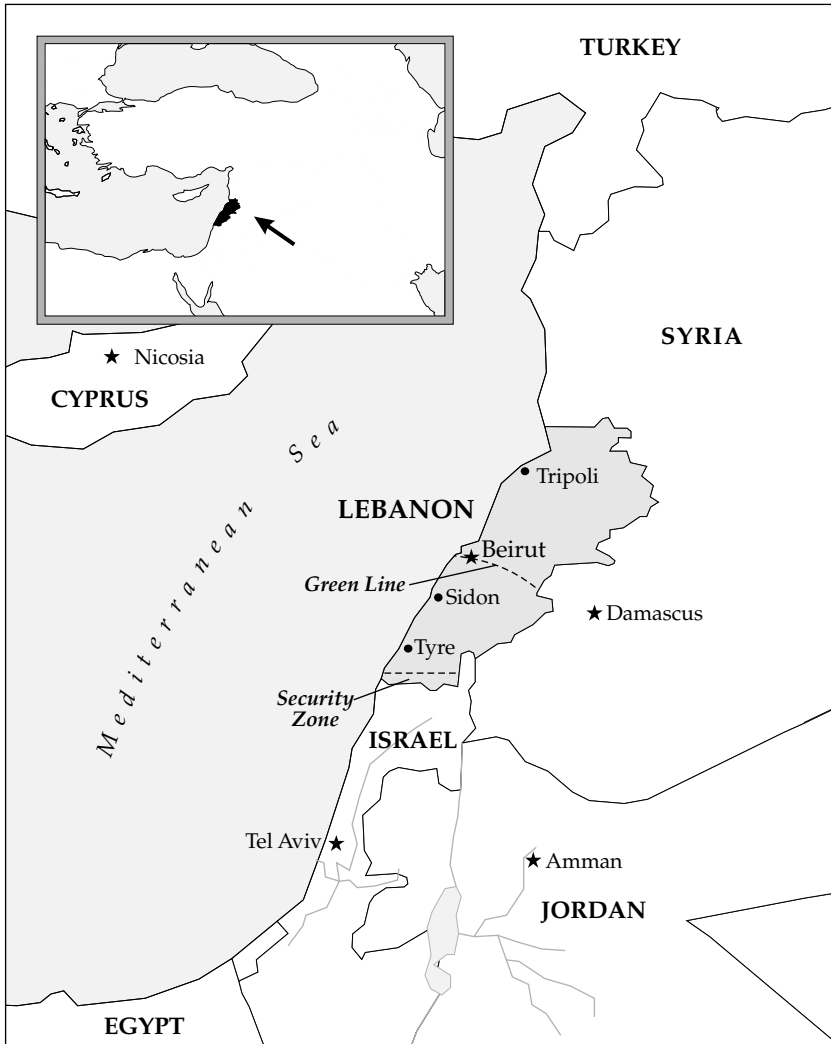 TURKEY
SYRIA
Nicosia
CYPRUS
Mediterranean Sea
Tripoli
LEBANON
Beirut
Green Line
Sidon
Damascus
Tyre
Security
Zone
ISRAEL
Tel Aviv
Amman
JORDAN
EGYPT